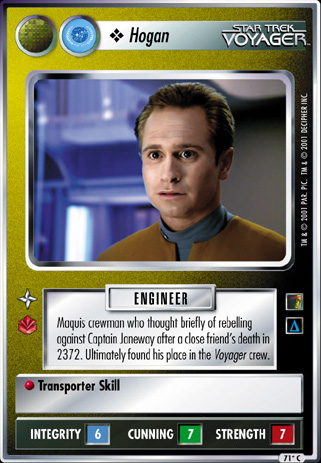 ❖ Hogan
STAR TREK
VOYAGER™
TM & © 2001 PAR. PIC. TM & © 2001 DECIPHER INC.
ENGINEER
Maquis crewman who thought briefly of rebelling
against Captain Janeway after a close friend's death in
2372. Ultimately found his place in the Voyager crew.
Transporter Skill
INTEGRITY 6 CUNNING 7 STRENGTH 7
71* C